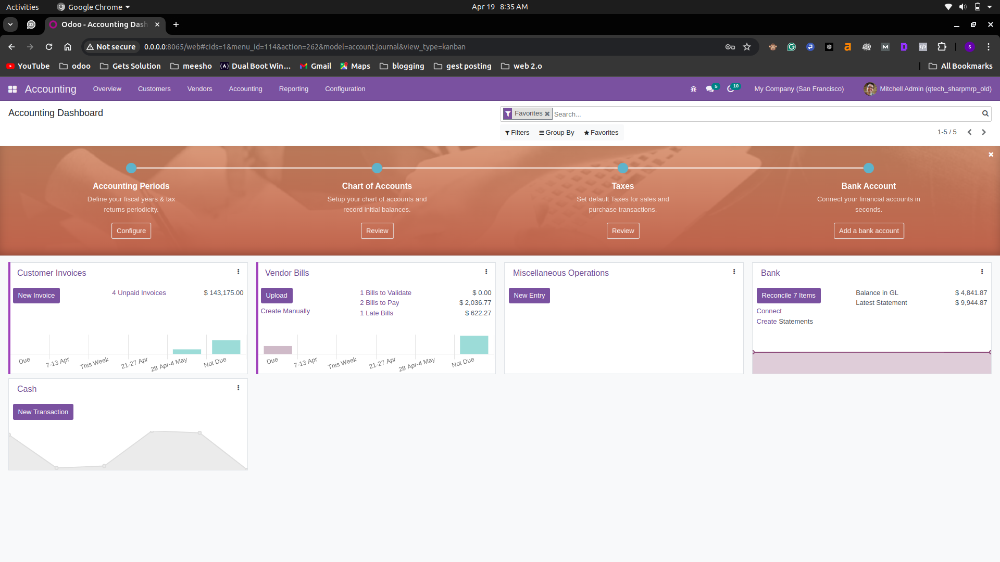 Activities
Google Chrome
Apr 19 8:35 AM
32
Odoo - Accounting Dash
Not secure
0.0.0.0:8065/web#cids=1&menu_id=114&action=262&model=account.journal&view_type=kanban
YouTube
odoo
Gets Solution
meesho
Dual Boot Win...
Gmail
Maps
blogging
gest posting
web 2.o
All Bookmarks
Accounting
Overview
Customers
Vendors
Accounting
Reporting
Configuration
5
10
My Company (San Francisco)
Mitchell Admin (qtech_sharpmrp_old)
Accounting Dashboard
Favorites
Search...
Filters
Group By
Favorites
1-5 / 5
Accounting Periods
Define your fiscal years & tax
returns periodicity.
Configure
Chart of Accounts
Setup your chart of accounts and
record initial balances.
Review
Taxes
Set default Taxes for sales and
purchase transactions.
Review
Bank Account
Connect your financial accounts in
seconds.
Add a bank account
Customer Invoices
New Invoice
4 Unpaid Invoices
$ 143,175.00
Due
7-13 Apr
This Week
21-27 Apr
28 Apr-4 May
Not Due
Vendor Bills
Upload
Create Manually
1 Bills to Validate
$ 0.00
2 Bills to Pay
$ 2,036.77
1 Late Bills
$ 622.27
Due
7-13 Apr
This Week
21-27 Apr
28 Apr-4 May
Not Due
Miscellaneous Operations
New Entry
Bank
Reconcile 7 Items
Connect
Create Statements
Balance in GL
$ 4,841.87
Latest Statement
$ 9,944.87
Cash
New Transaction